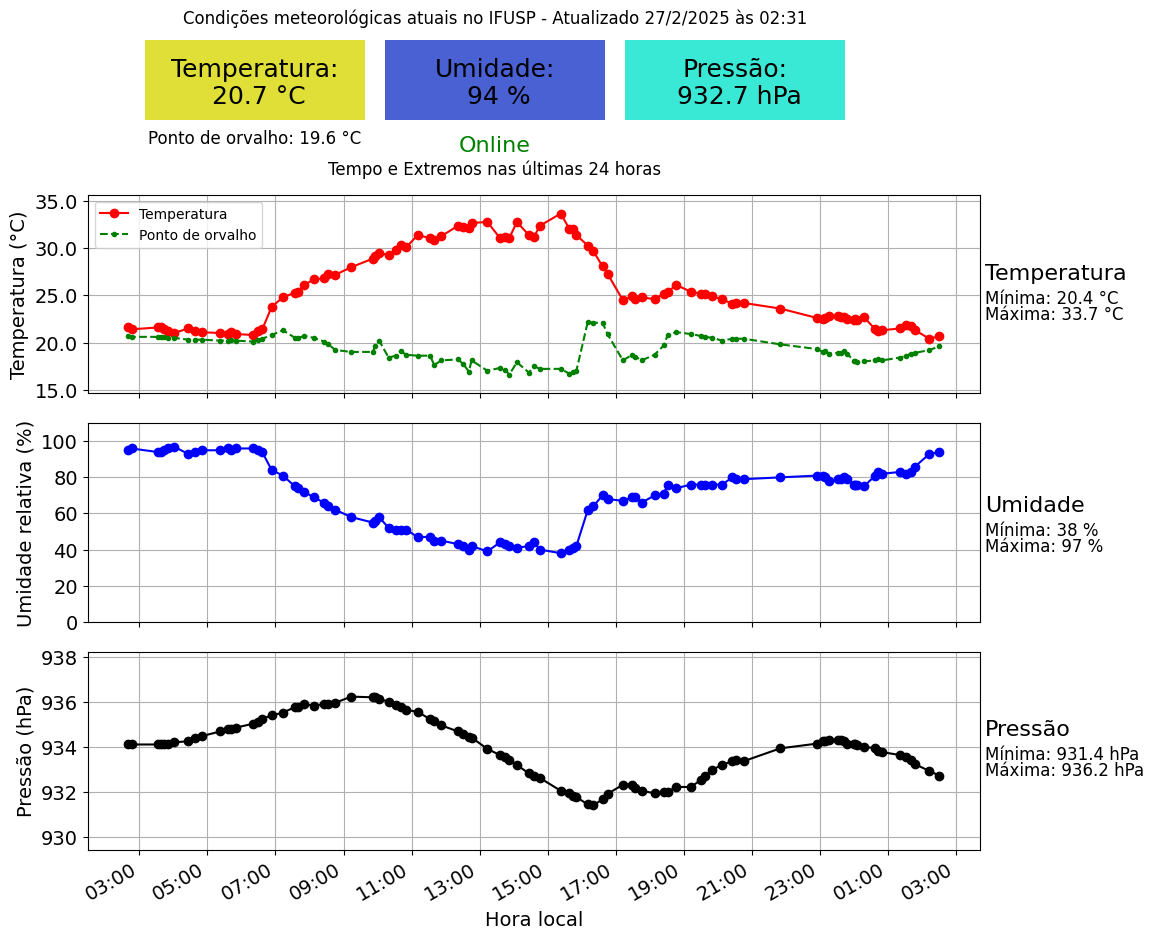 Condições meteorológicas atuais no IFUSP - Atualizado 27/2/2025 às 02:31
Temperatura:
20.7 °C
Umidade:
94 %
Pressão:
932.7 hPa
Ponto de orvalho: 19.6 °C
Online
Tempo e Extremos nas últimas 24 horas
Temperatura (°C)
35.0
30.0
25.0
20.0
15.0
Temperatura
Ponto de orvalho
Temperatura
Mínima: 20.4 °C
Máxima: 33.7 °C
Umidade relativa (%)
100
80
60
40
20
0
Umidade
Mínima: 38 %
Máxima: 97 %
Pressão (hPa)
938
936
934
932
930
Pressão
Mínima: 931.4 hPa
Máxima: 936.2 hPa
03:00 05:00 07:00 09:00 11:00 13:00 15:00 17:00 19:00 21:00 23:00 01:00 03:00
Hora local